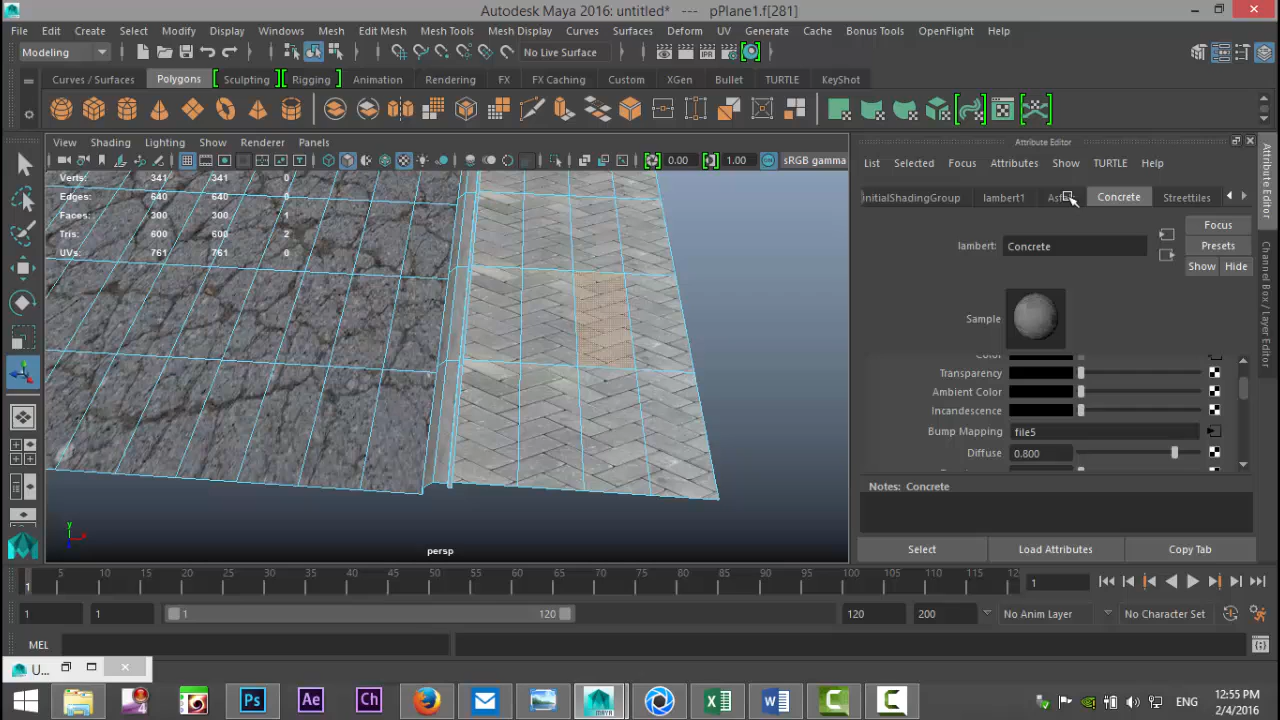 Autodesk Maya 2016: untitled* --- pPlane1.f[281]
File Edit Create Select Modify Display Windows Mesh Edit Mesh Mesh Tools Mesh Display Curves Surfaces Deform UV Generate Cache Bonus Tools OpenFlight Help
Modeling No Live Surface
Curves / Surfaces Polygons Sculpting Rigging Animation Rendering FX FX Caching Custom XGen Bullet TURTLE KeyShot
View Shading Lighting Show Renderer Panels
0.00 1.00 sRGB gamma
Verts: 341 341 0
Edges: 640 640 0
Faces: 300 300 1
Tris: 600 600 2
UVs: 761 761 0
y
persp
Attribute Editor
List Selected Focus Attributes Show TURTLE Help
nitialShadingGroup lambert1 Asf Concrete Streettiles
Focus
lambert: Concrete Presets
Show Hide
Sample
Color
Transparency
Ambient Color
Incandescence
Bump Mapping file5
Diffuse 0.800
Notes: Concrete
Select Load Attributes Copy Tab
Attribute Editor
Channel Box / Layer Editor
5 10 15 20 25 30 35 40 45 50 55 60 65 70 75 80 85 90 95 100 105 110 115 12
1 1
1 1 1 120 120 200 No Anim Layer No Character Set
MEL
U...
Ps Ae Ch ENG
12:55 PM
2/4/2016